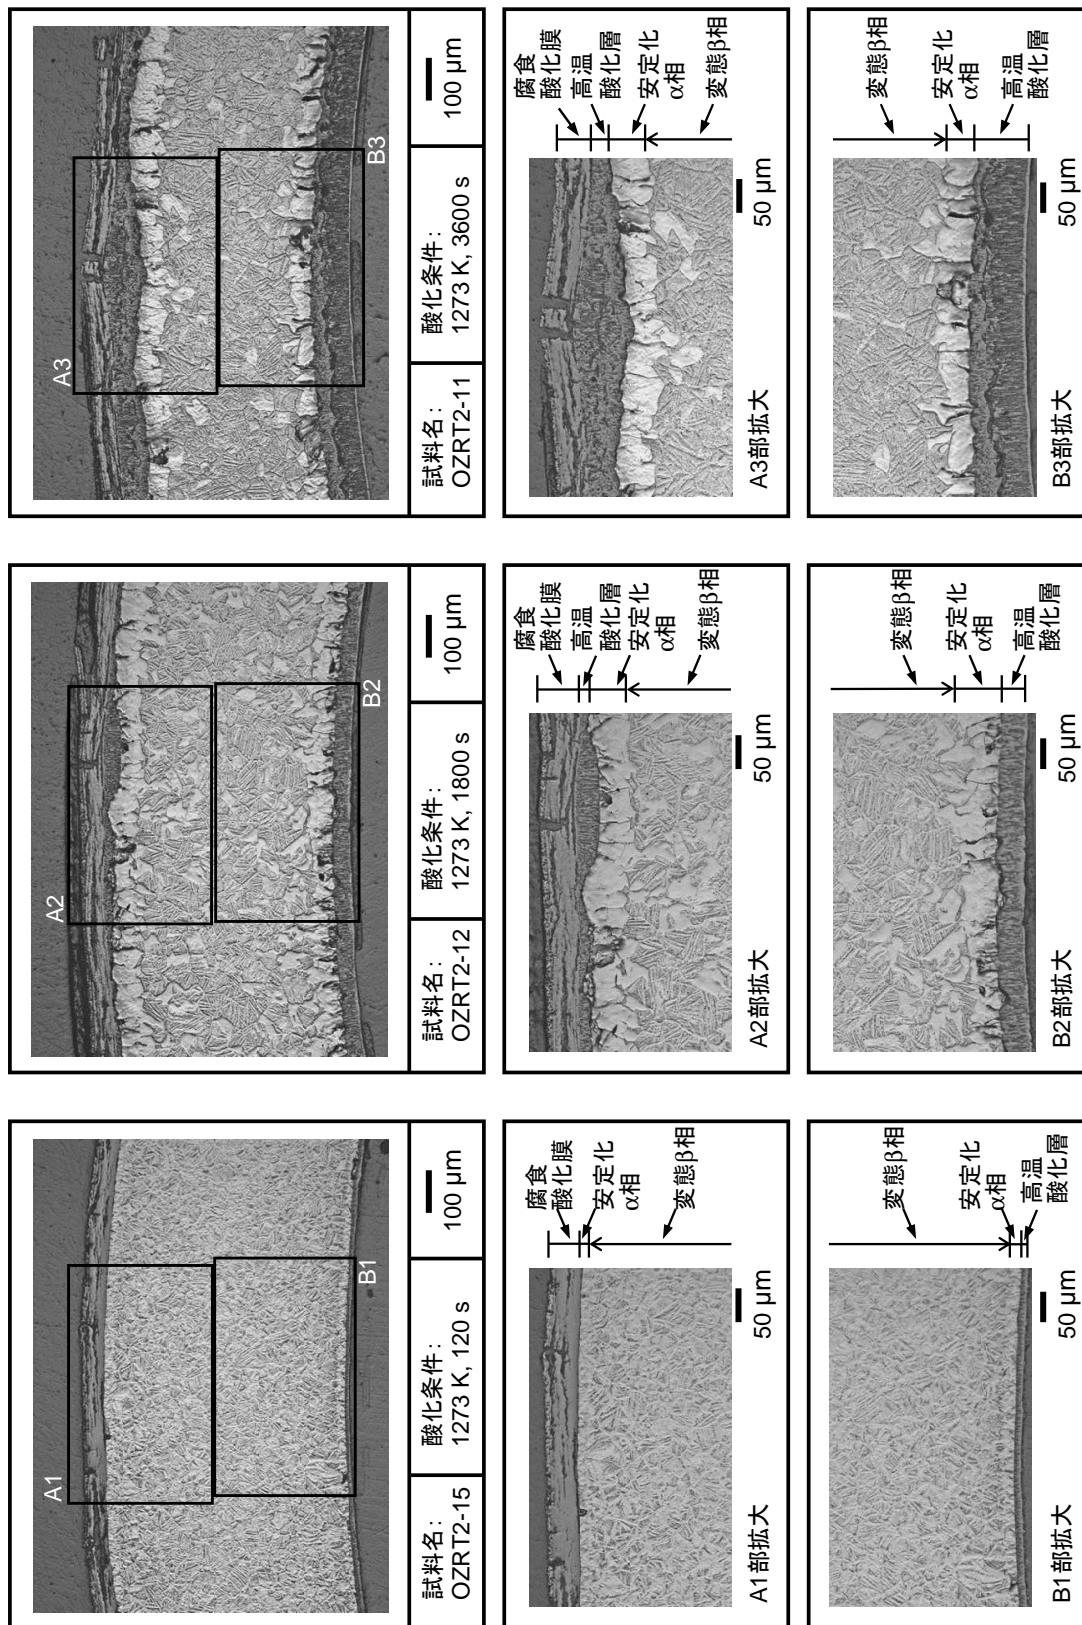 A1
B1
試料名：
OZRT2-15
酸化条件：
1273 K, 120 s
100 μm
腐食
酸化膜
安定化
α相
変態β相
50 μm
A1部拡大
変態β相
安定化
α相
高温
酸化層
50 μm
B1部拡大
A2
B2
試料名：
OZRT2-12
酸化条件：
1273 K, 1800 s
100 μm
腐食
酸化膜
高温
酸化層
安定化
α相
変態β相
50 μm
A2部拡大
変態β相
安定化
α相
高温
酸化層
50 μm
B2部拡大
A3
B3
試料名：
OZRT2-11
酸化条件：
1273 K, 3600 s
100 μm
腐食
酸化膜
高温
酸化層
安定化
α相
変態β相
50 μm
A3部拡大
変態β相
安定化
α相
高温
酸化層
50 μm
B3部拡大